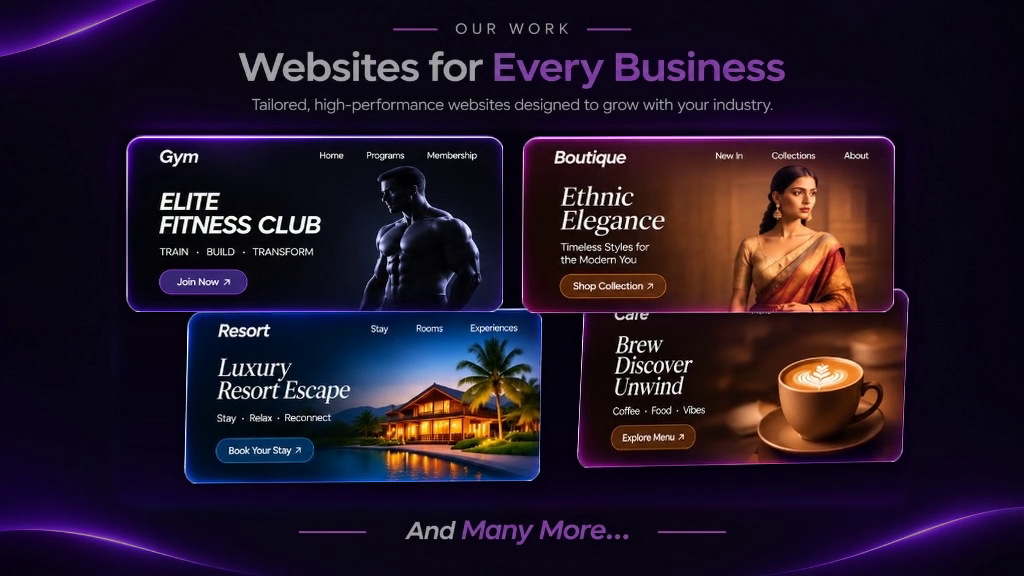 OUR WORK
Websites for Every Business
Tailored, high-performance websites designed to grow with your industry.
Gym
Home Programs Membership
ELITE
FITNESS CLUB
TRAIN · BUILD · TRANSFORM
Join Now ↗
Boutique
New In Collections About
Ethnic
Elegance
Timeless Styles for
the Modern You
Shop Collection ↗
Resort
Stay Rooms Experiences
Luxury
Resort Escape
Stay · Relax · Reconnect
Book Your Stay ↗
Cafe
Brew
Discover
Unwind
Coffee · Food · Vibes
Explore Menu ↗
And Many More...